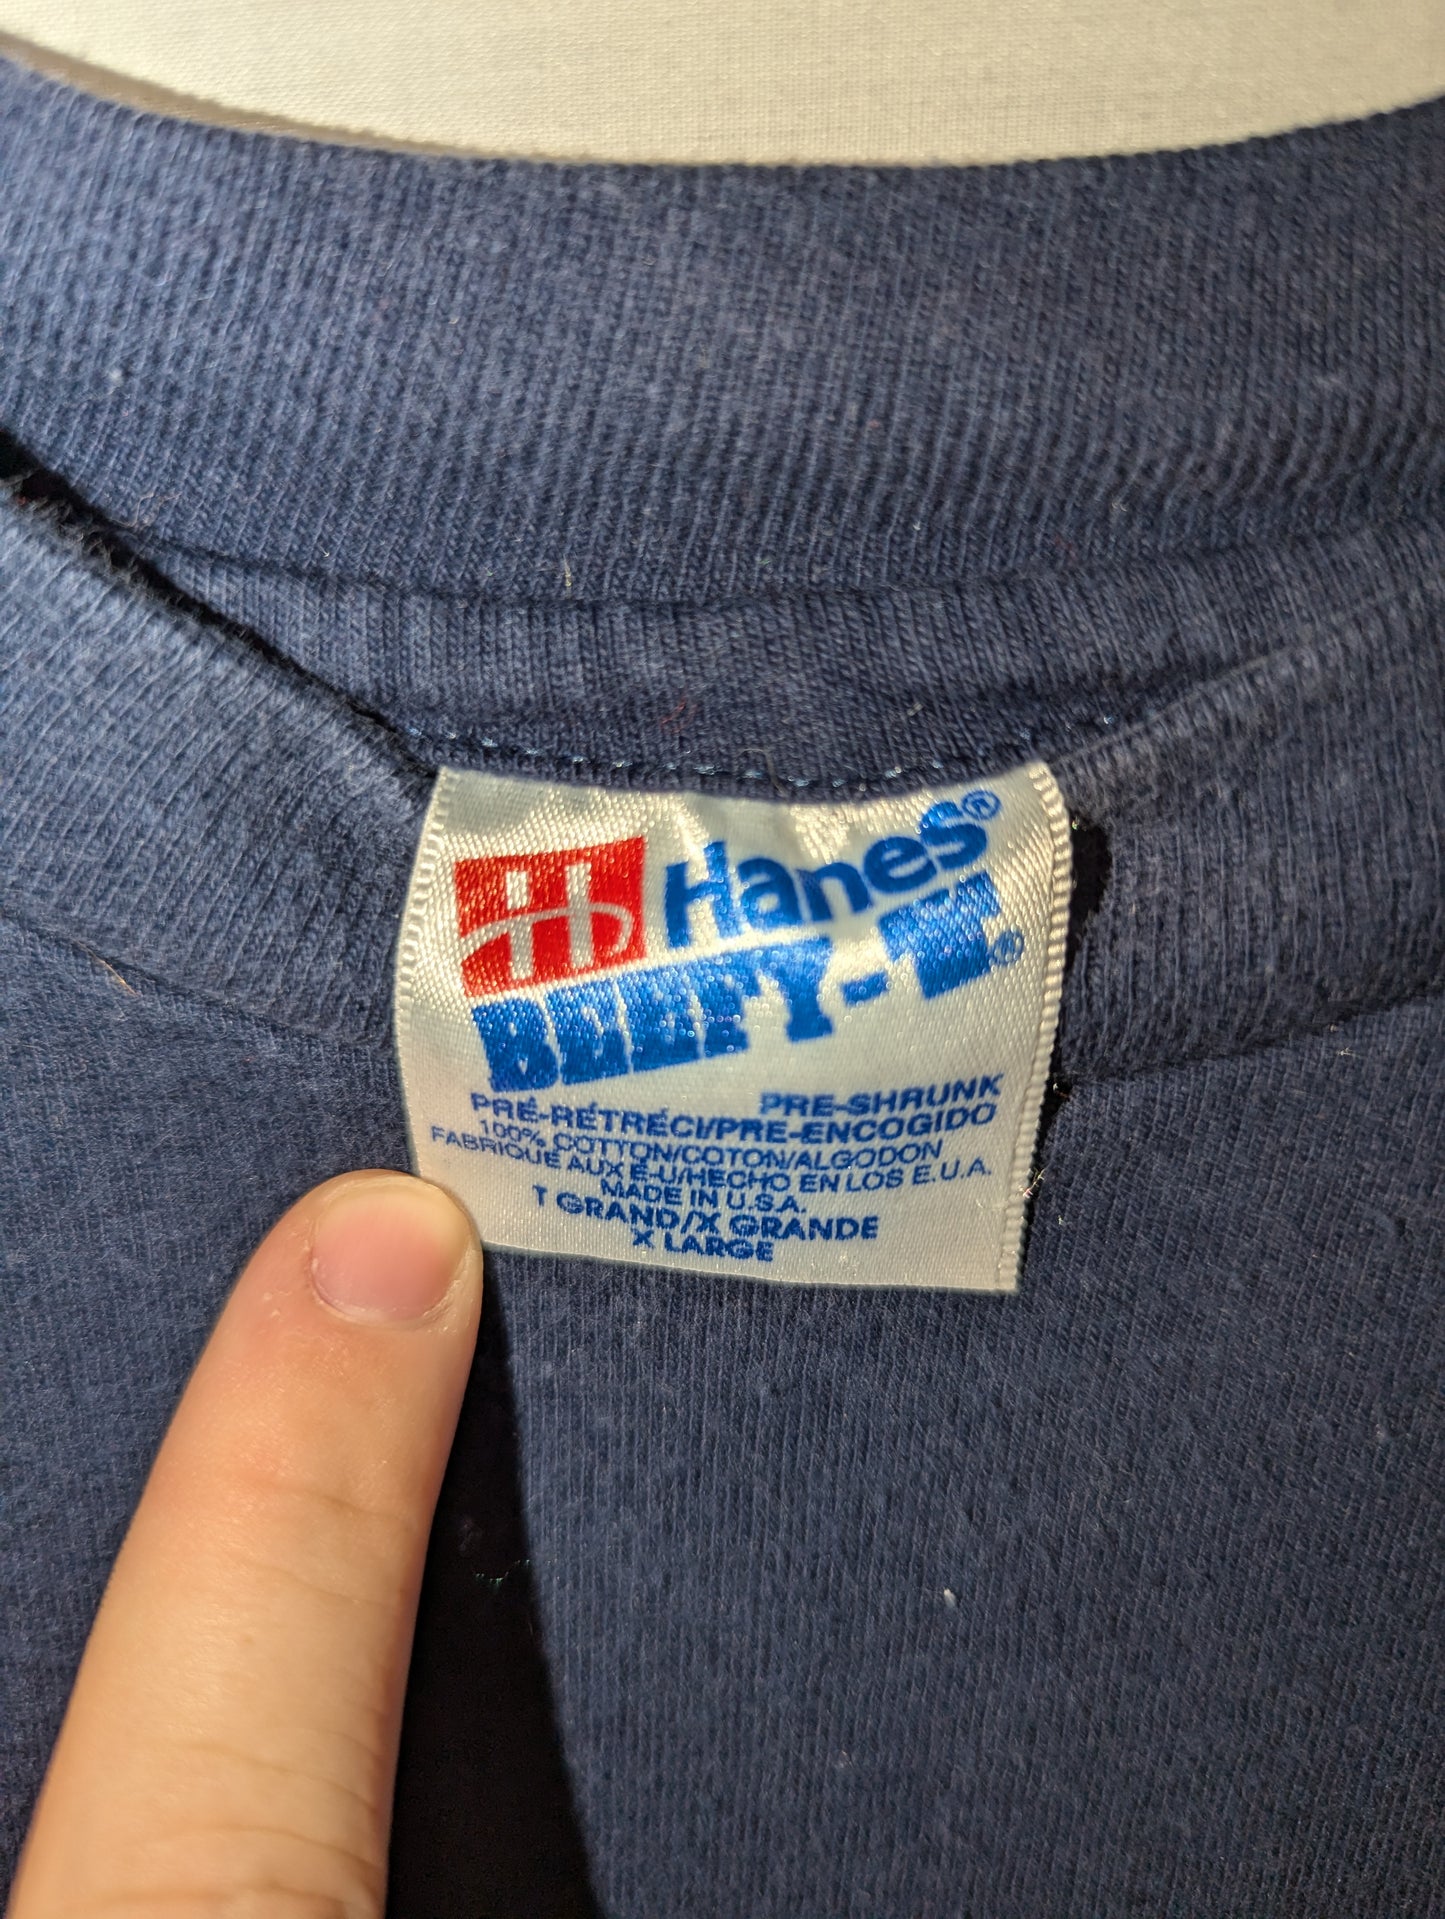 Hanes®
BEEFY-T®
PRE-SHRUNK
PRÉ-RÉTRÉCI/PRE-ENCOGIDO
100% COTTON/COTON/ALGODON
FABRIQUÉ AUX É-U/HECHO EN LOS E.U.A.
MADE IN U.S.A.
T GRAND/X GRANDE
X LARGE